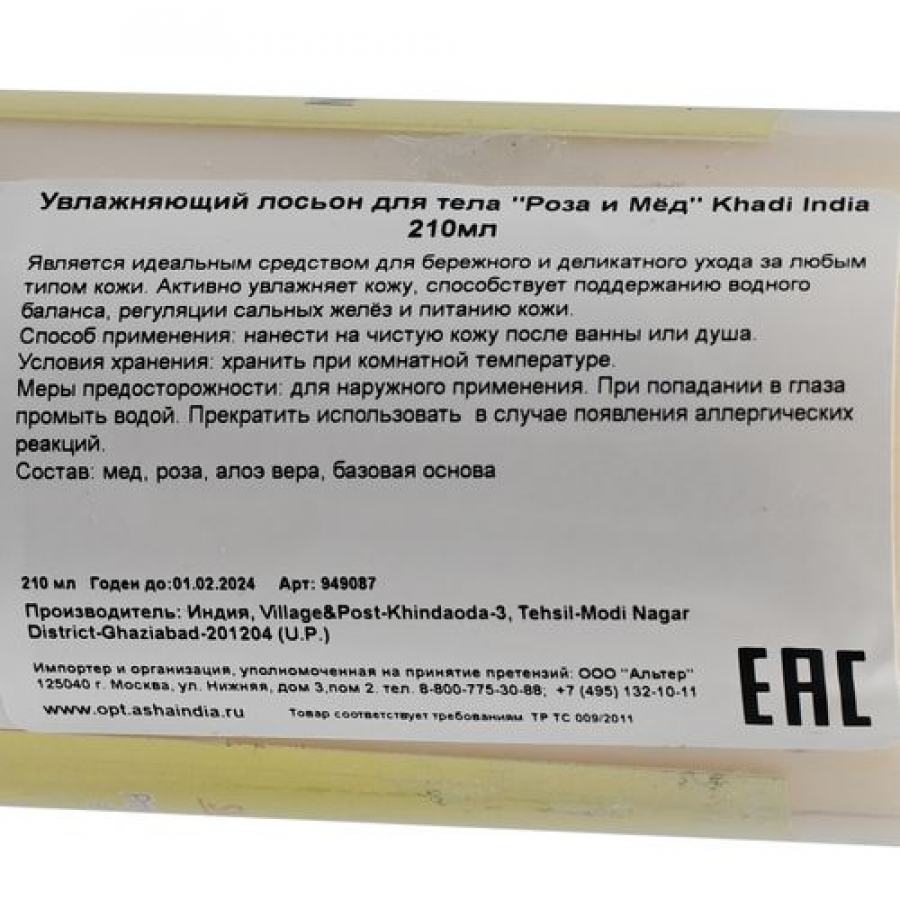 Увлажняющий лосьон для тела "Роза и Мёд" Khadi India
210мл
Является идеальным средством для бережного и деликатного ухода за любым
типом кожи. Активно увлажняет кожу, способствует поддержанию водного
баланса, регуляции сальных желёз и питанию кожи.
Способ применения: нанести на чистую кожу после ванны или душа.
Условия хранения: хранить при комнатной температуре.
Меры предосторожности: для наружного применения. При попадании в глаза
промыть водой. Прекратить использовать в случае появления аллергических
реакций.
Состав: мед, роза, алоэ вера, базовая основа
210 мл Годен до:01.02.2024 Арт: 949087
Производитель: Индия, Village&Post-Khindaoda-3, Tehsil-Modi Nagar
District-Ghaziabad-201204 (U.P.)
Импортер и организация, уполномоченная на принятие претензий: ООО "Альтер"
125040 г. Москва, ул. Нижняя, дом 3,пом 2. тел. 8-800-775-30-88; +7 (495) 132-10-11
www.opt.ashaindia.ru Товар соответствует требованиям ТР ТС 009/2011
EAC